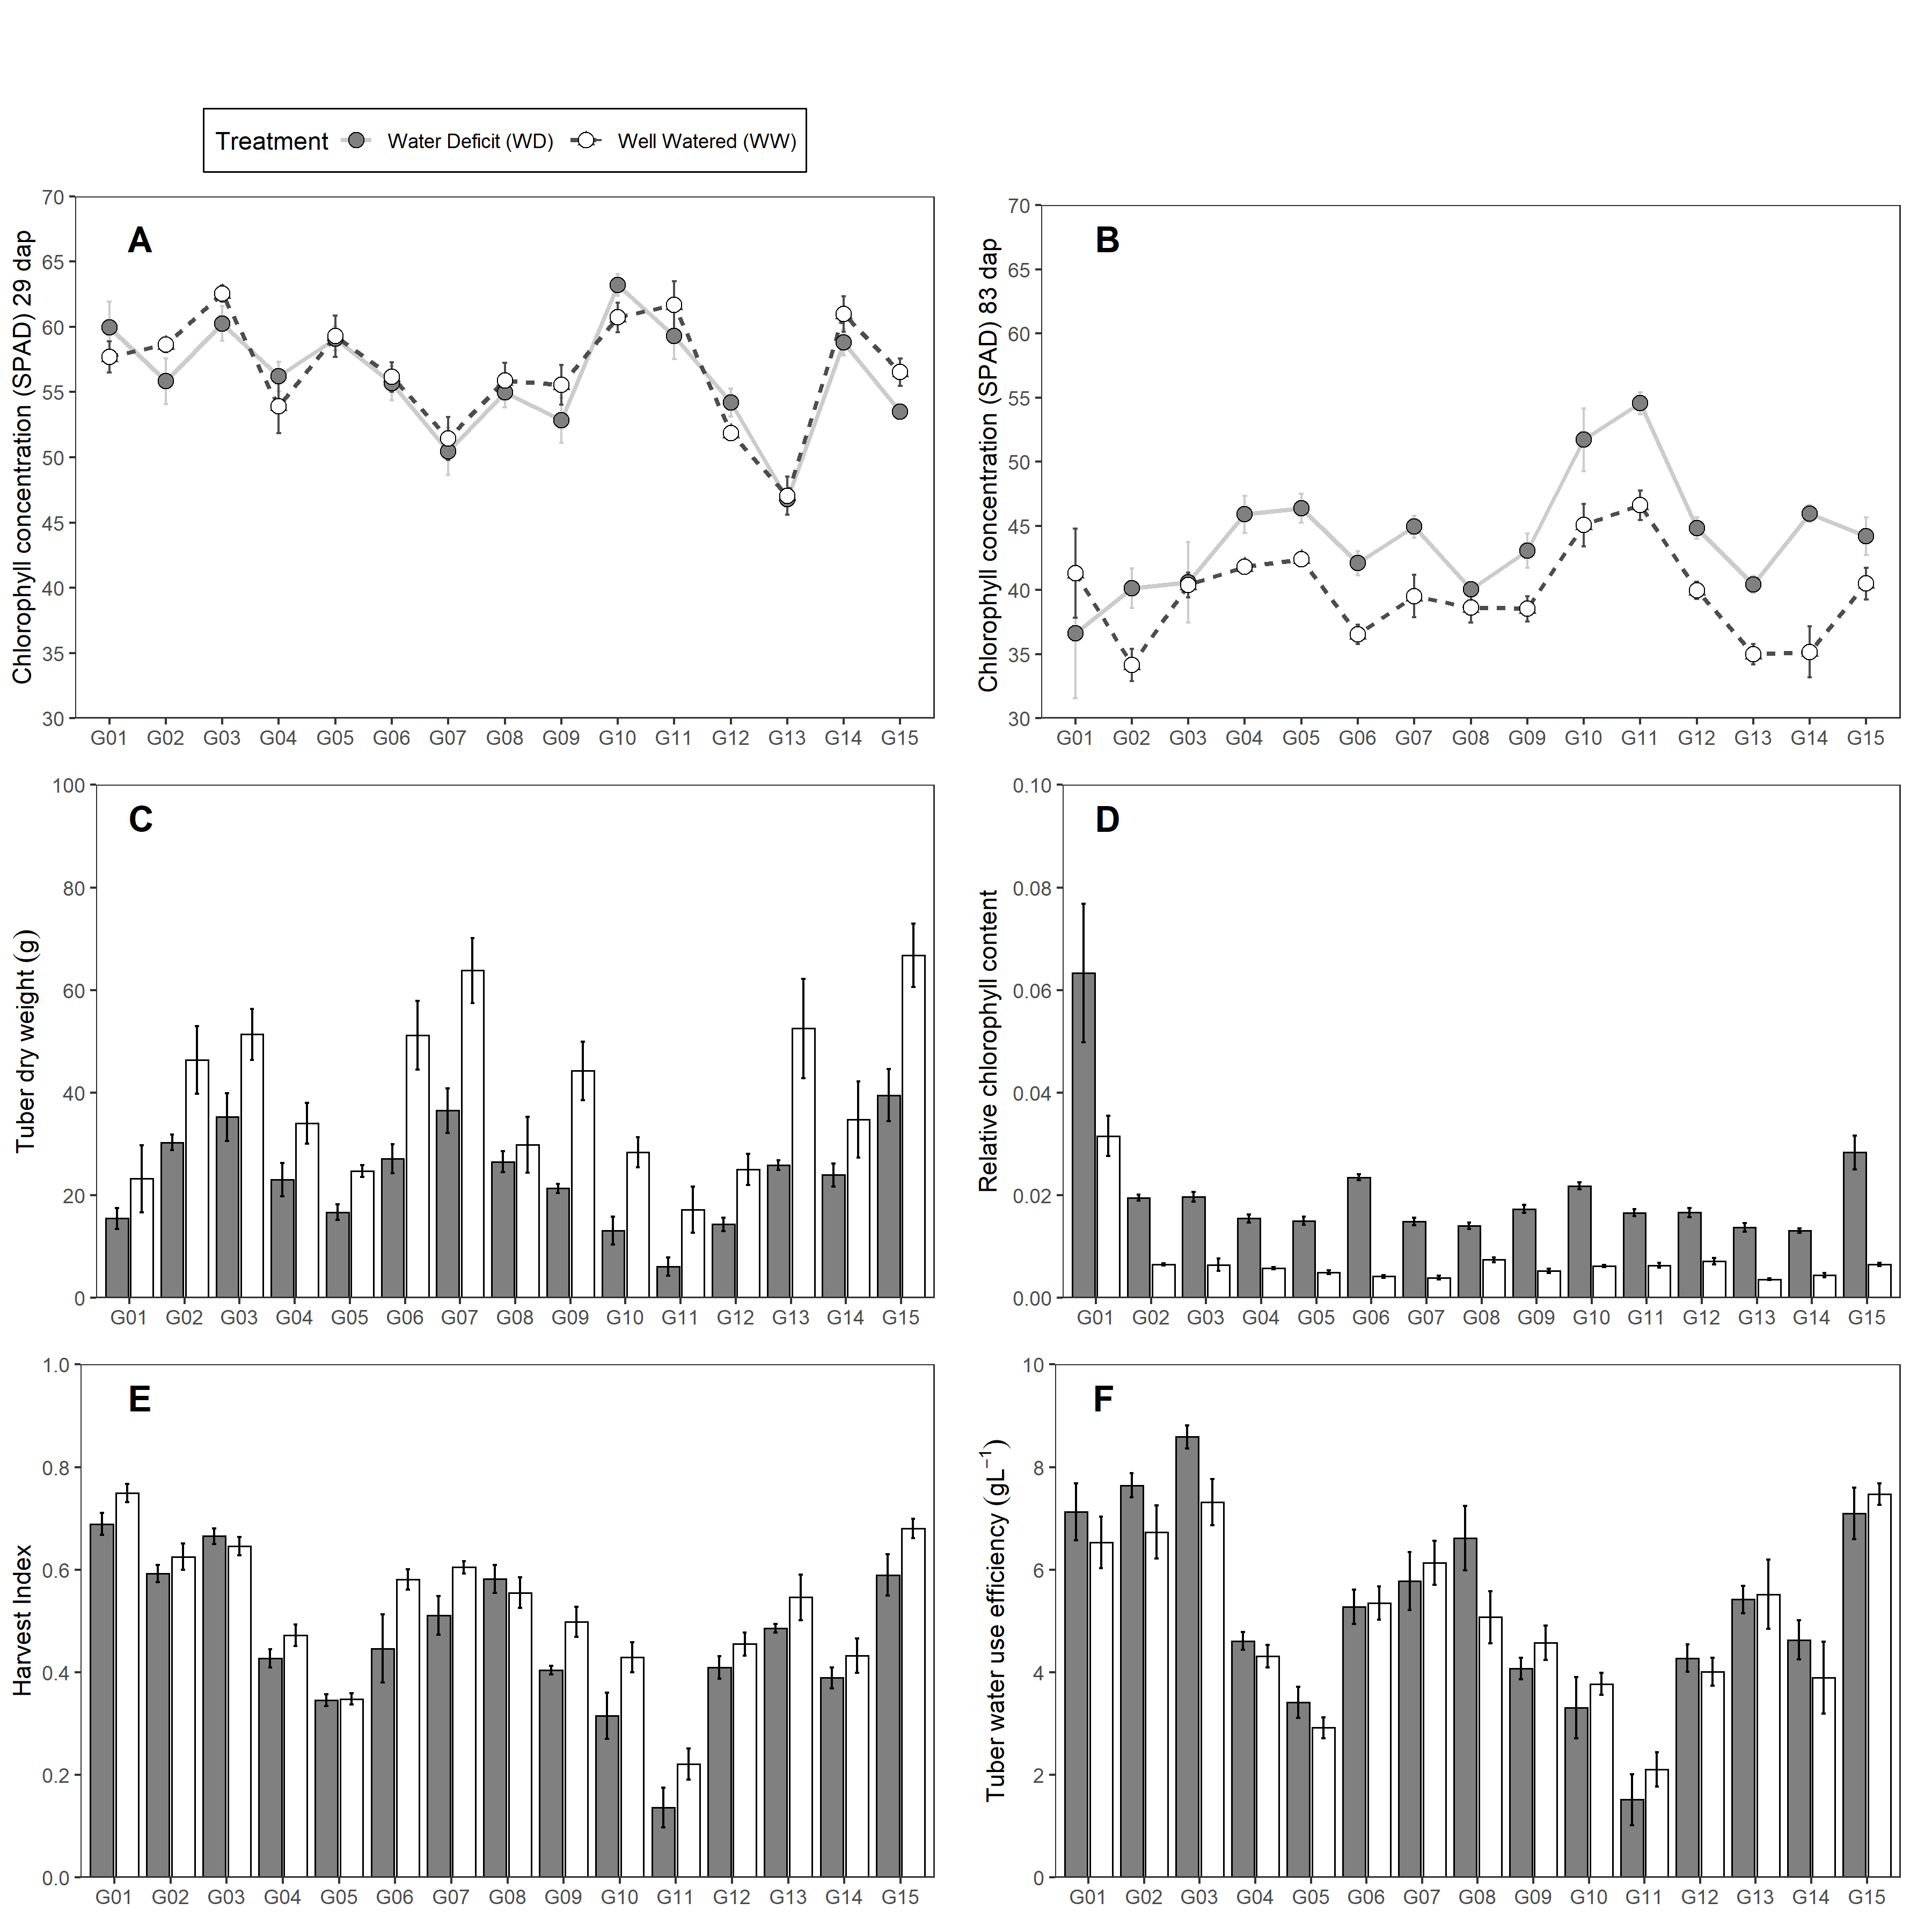 Treatment Water Deficit (WD) Well Watered (WW)
A
Chlorophyll concentration (SPAD) 29 dap
70
65
60
55
50
45
40
35
30
G01 G02 G03 G04 G05 G06 G07 G08 G09 G10 G11 G12 G13 G14 G15
B
Chlorophyll concentration (SPAD) 83 dap
70
65
60
55
50
45
40
35
30
G01 G02 G03 G04 G05 G06 G07 G08 G09 G10 G11 G12 G13 G14 G15
C
Tuber dry weight (g)
100
80
60
40
20
0
G01 G02 G03 G04 G05 G06 G07 G08 G09 G10 G11 G12 G13 G14 G15
D
Relative chlorophyll content
0.10
0.08
0.06
0.04
0.02
0.00
G01 G02 G03 G04 G05 G06 G07 G08 G09 G10 G11 G12 G13 G14 G15
E
Harvest Index
1.0
0.8
0.6
0.4
0.2
0.0
G01 G02 G03 G04 G05 G06 G07 G08 G09 G10 G11 G12 G13 G14 G15
F
Tuber water use efficiency (gL⁻¹)
10
8
6
4
2
0
G01 G02 G03 G04 G05 G06 G07 G08 G09 G10 G11 G12 G13 G14 G15